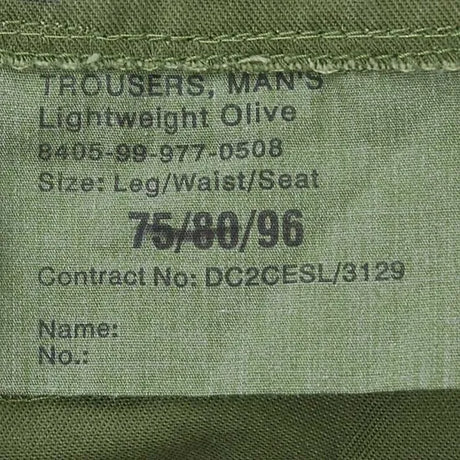 TROUSERS, MAN'S
Lightweight Olive
8405-99-977-0508
Size: Leg/Waist/Seat
75/80/96
Contract No: DC2CESL/3129
Name:
No.: